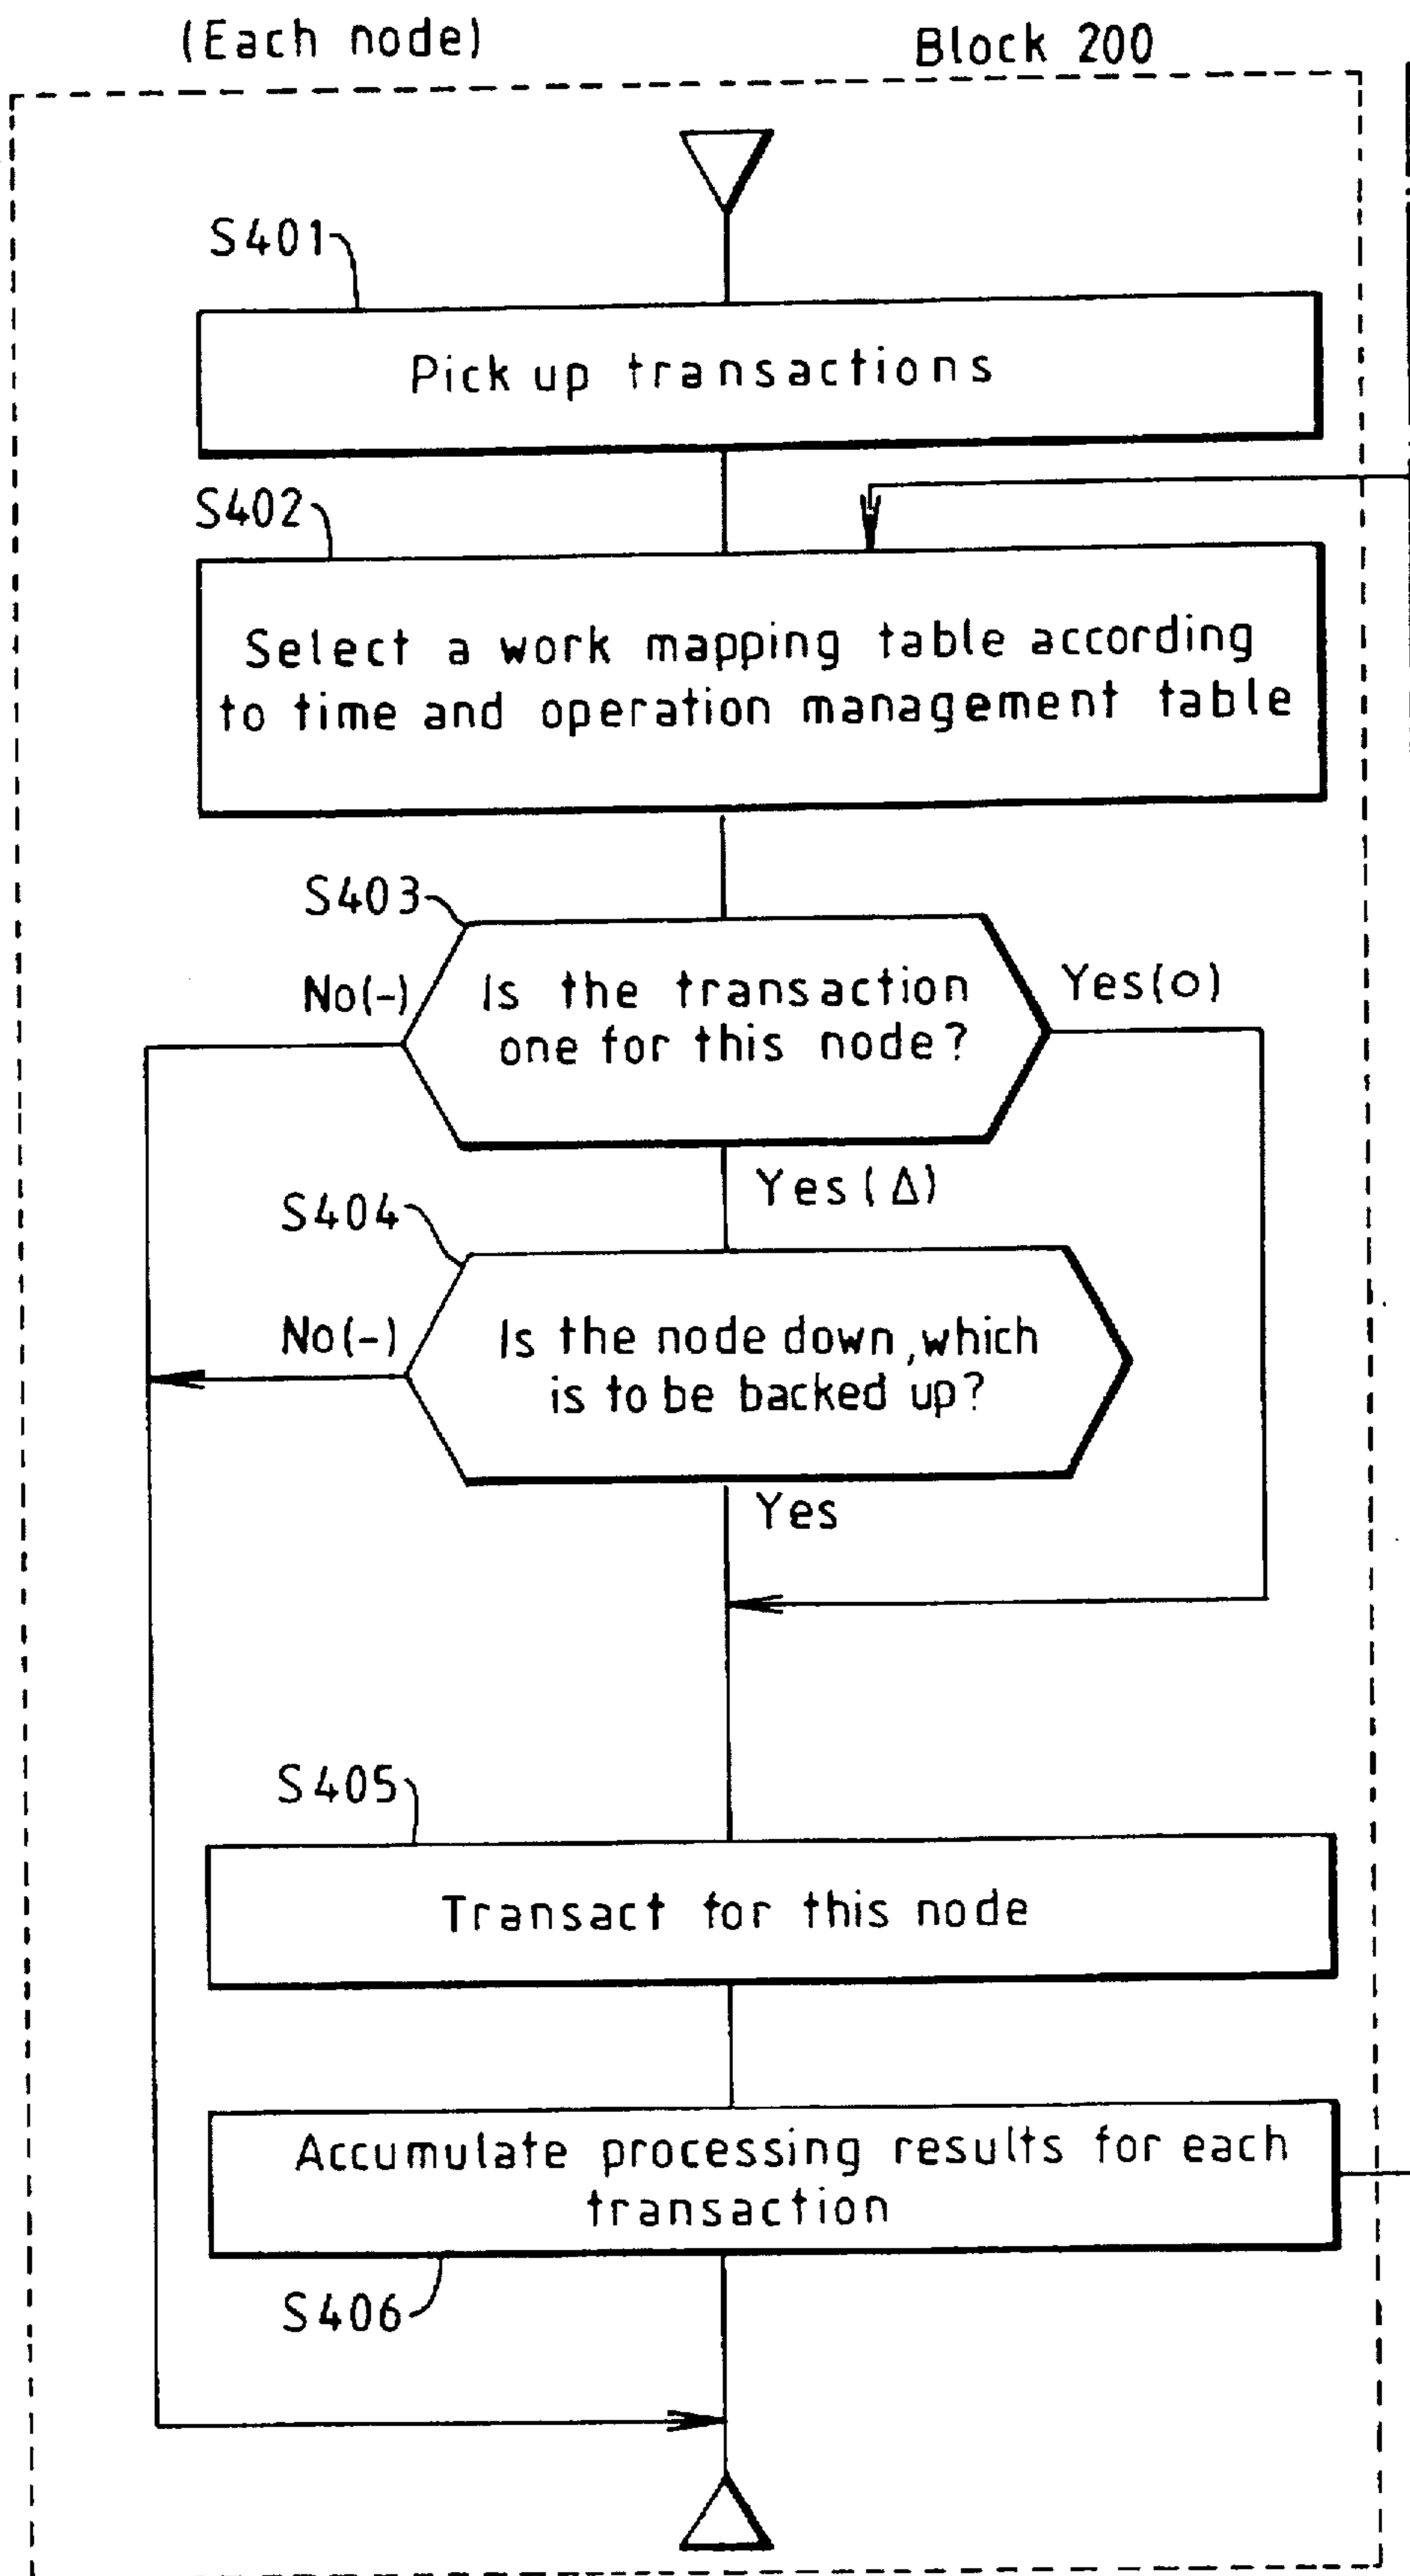 (Each node)
Block 200
S401
Pick up transactions
S402
Select a work mapping table according
to time and operation management table
S403
No(-)
Is the transaction
one for this node?
Yes(o)
Yes(Δ)
S404
No(-)
Is the node down, which
is to be backed up?
Yes
S405
Transact for this node
Accumulate processing results for each
transaction
S406